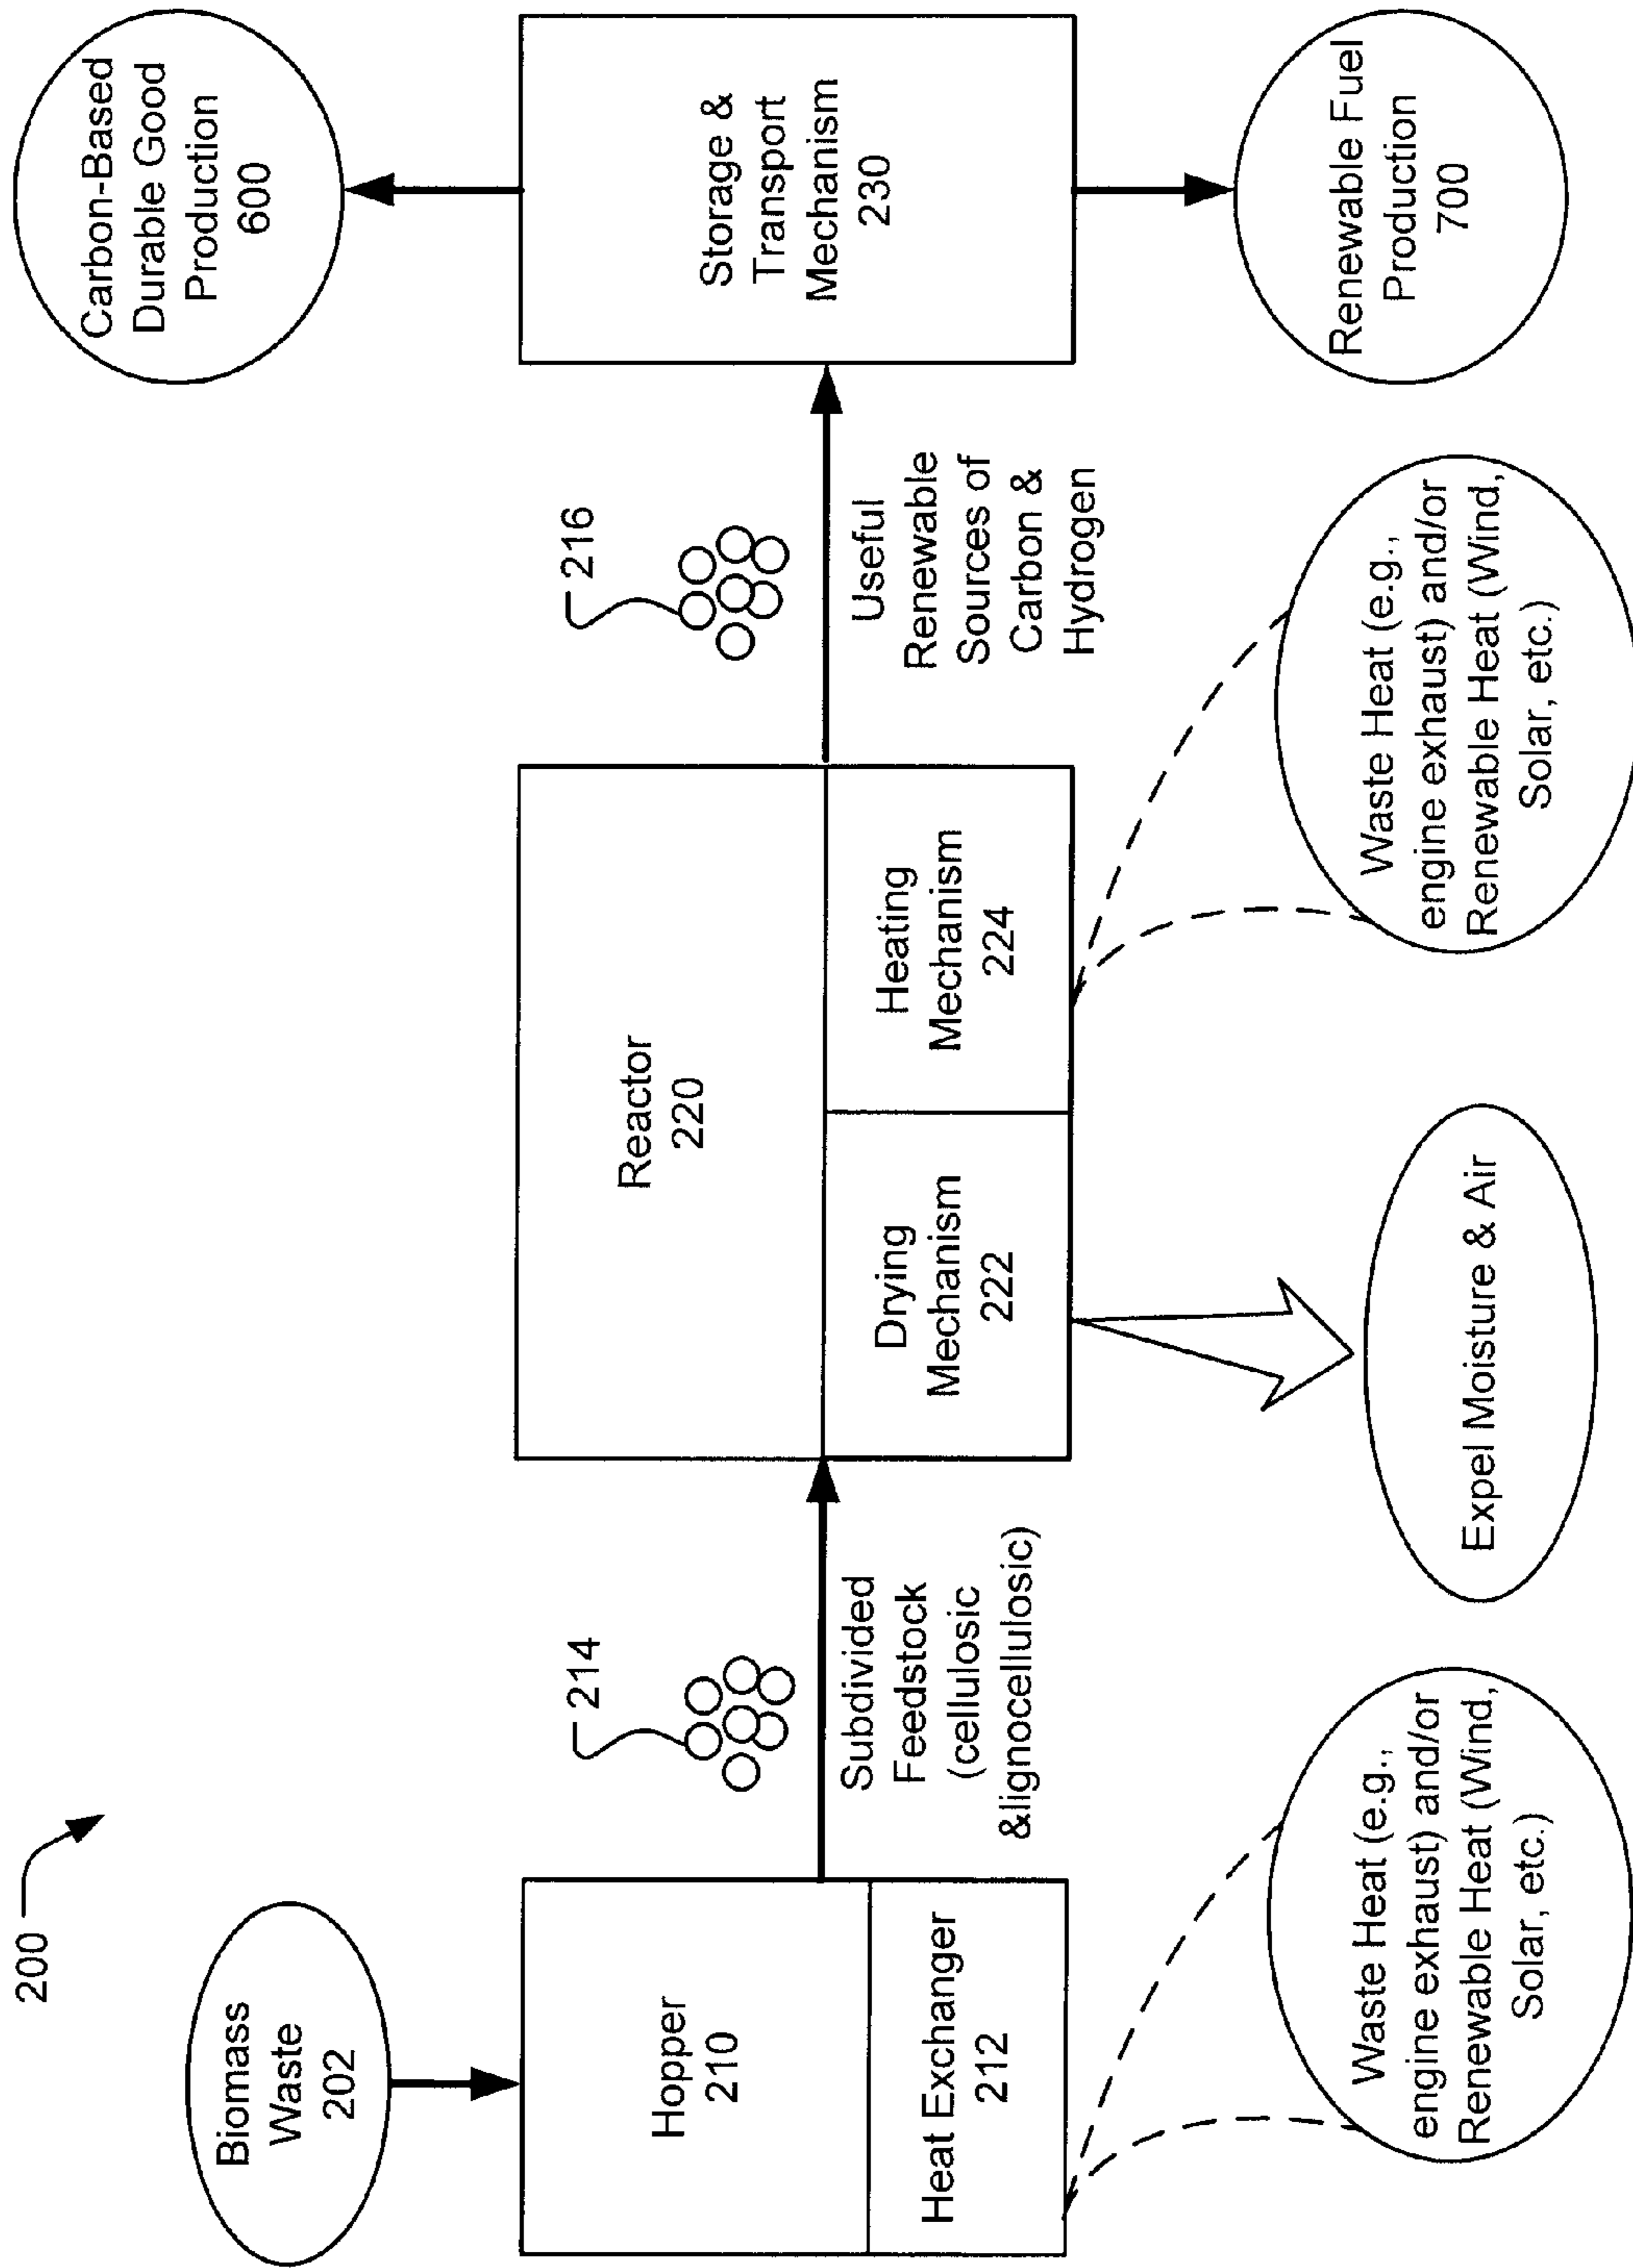 200
Biomass
Waste
202
Hopper
210
Heat Exchanger
212
Waste Heat (e.g.,
engine exhaust) and/or
Renewable Heat (Wind,
Solar, etc.)
214
Subdivided
Feedstock
(cellulosic
&lignocellulosic)
Reactor
220
Drying
Mechanism
222
Heating
Mechanism
224
Expel Moisture & Air
Waste Heat (e.g.,
engine exhaust) and/or
Renewable Heat (Wind,
Solar, etc.)
216
Useful
Renewable
Sources of
Carbon &
Hydrogen
Storage &
Transport
Mechanism
230
Carbon-Based
Durable Good
Production
600
Renewable Fuel
Production
700